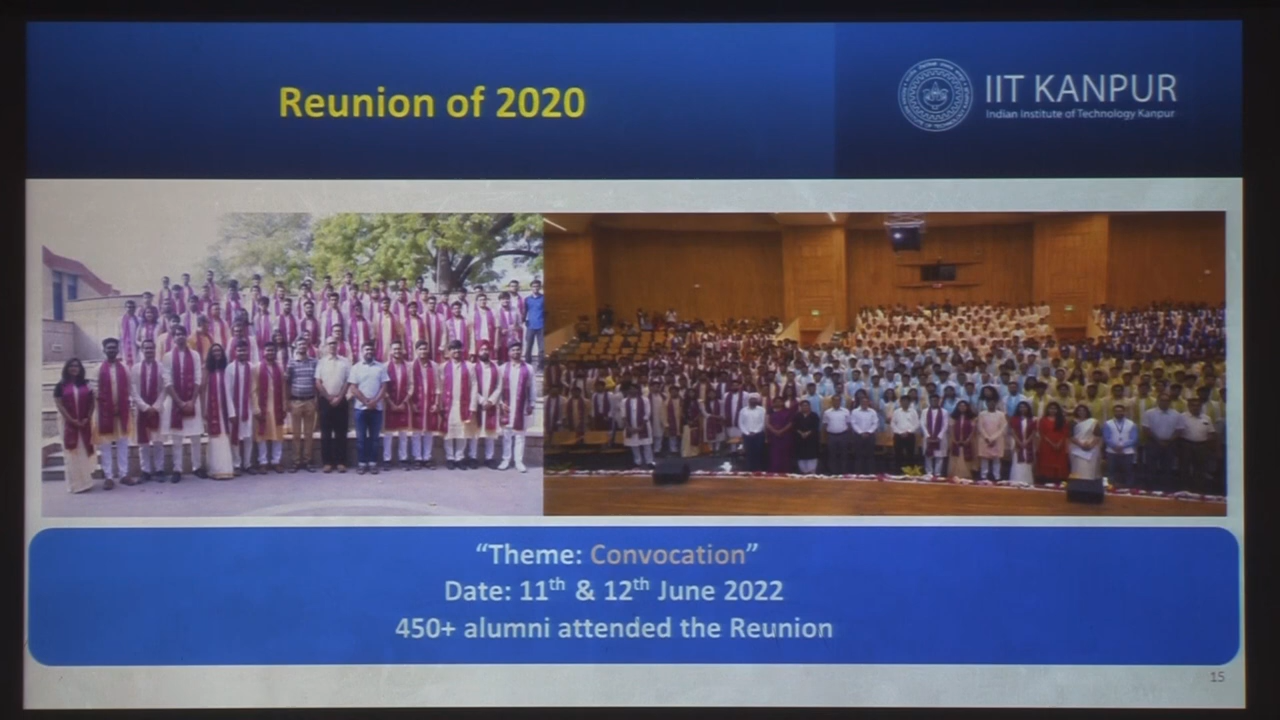 Reunion of 2020
IIT KANPUR
Indian Institute of Technology Kanpur
“Theme: Convocation”
Date: 11th & 12th June 2022
450+ alumni attended the Reunion
15